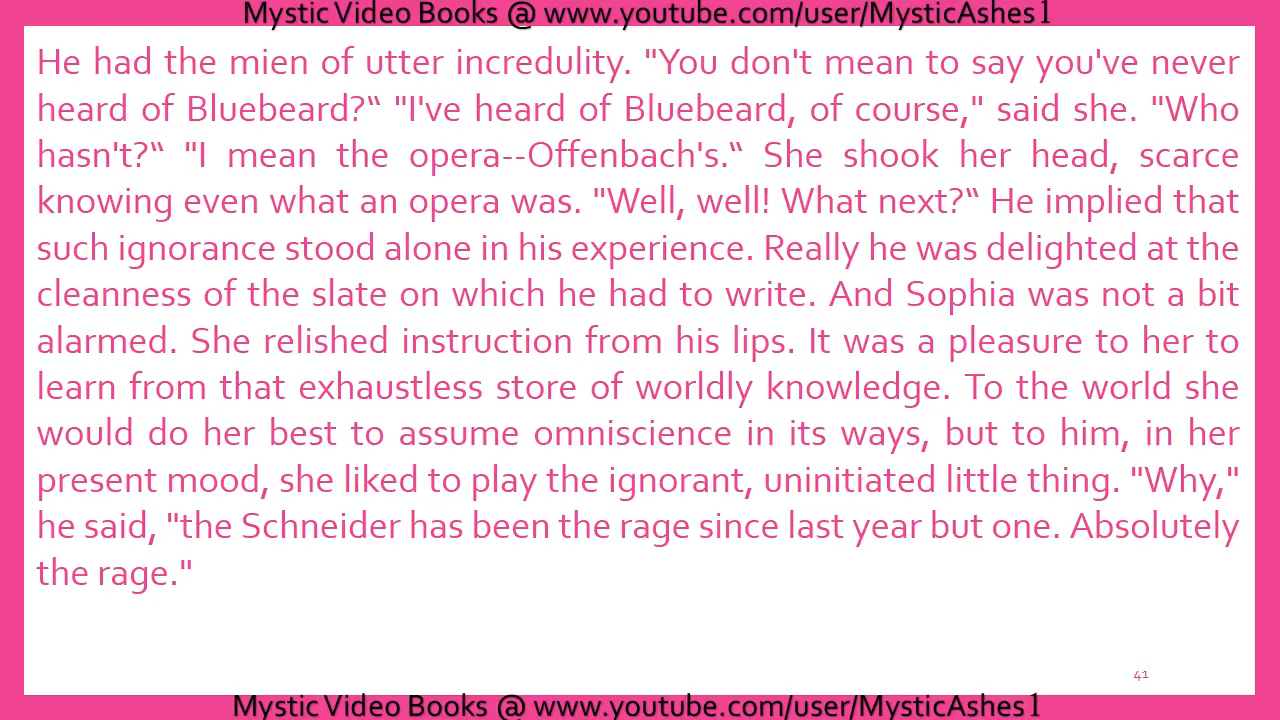 Mystic Video Books @ www.youtube.com/user/MysticAshes1
He had the mien of utter incredulity. "You don't mean to say you've never
heard of Bluebeard?“ "I've heard of Bluebeard, of course," said she. "Who
hasn't?“ "I mean the opera--Offenbach's.“ She shook her head, scarce
knowing even what an opera was. "Well, well! What next?“ He implied that
such ignorance stood alone in his experience. Really he was delighted at the
cleanness of the slate on which he had to write. And Sophia was not a bit
alarmed. She relished instruction from his lips. It was a pleasure to her to
learn from that exhaustless store of worldly knowledge. To the world she
would do her best to assume omniscience in its ways, but to him, in her
present mood, she liked to play the ignorant, uninitiated little thing. "Why,"
he said, "the Schneider has been the rage since last year but one. Absolutely
the rage."
41
Mystic Video Books @ www.youtube.com/user/MysticAshes1